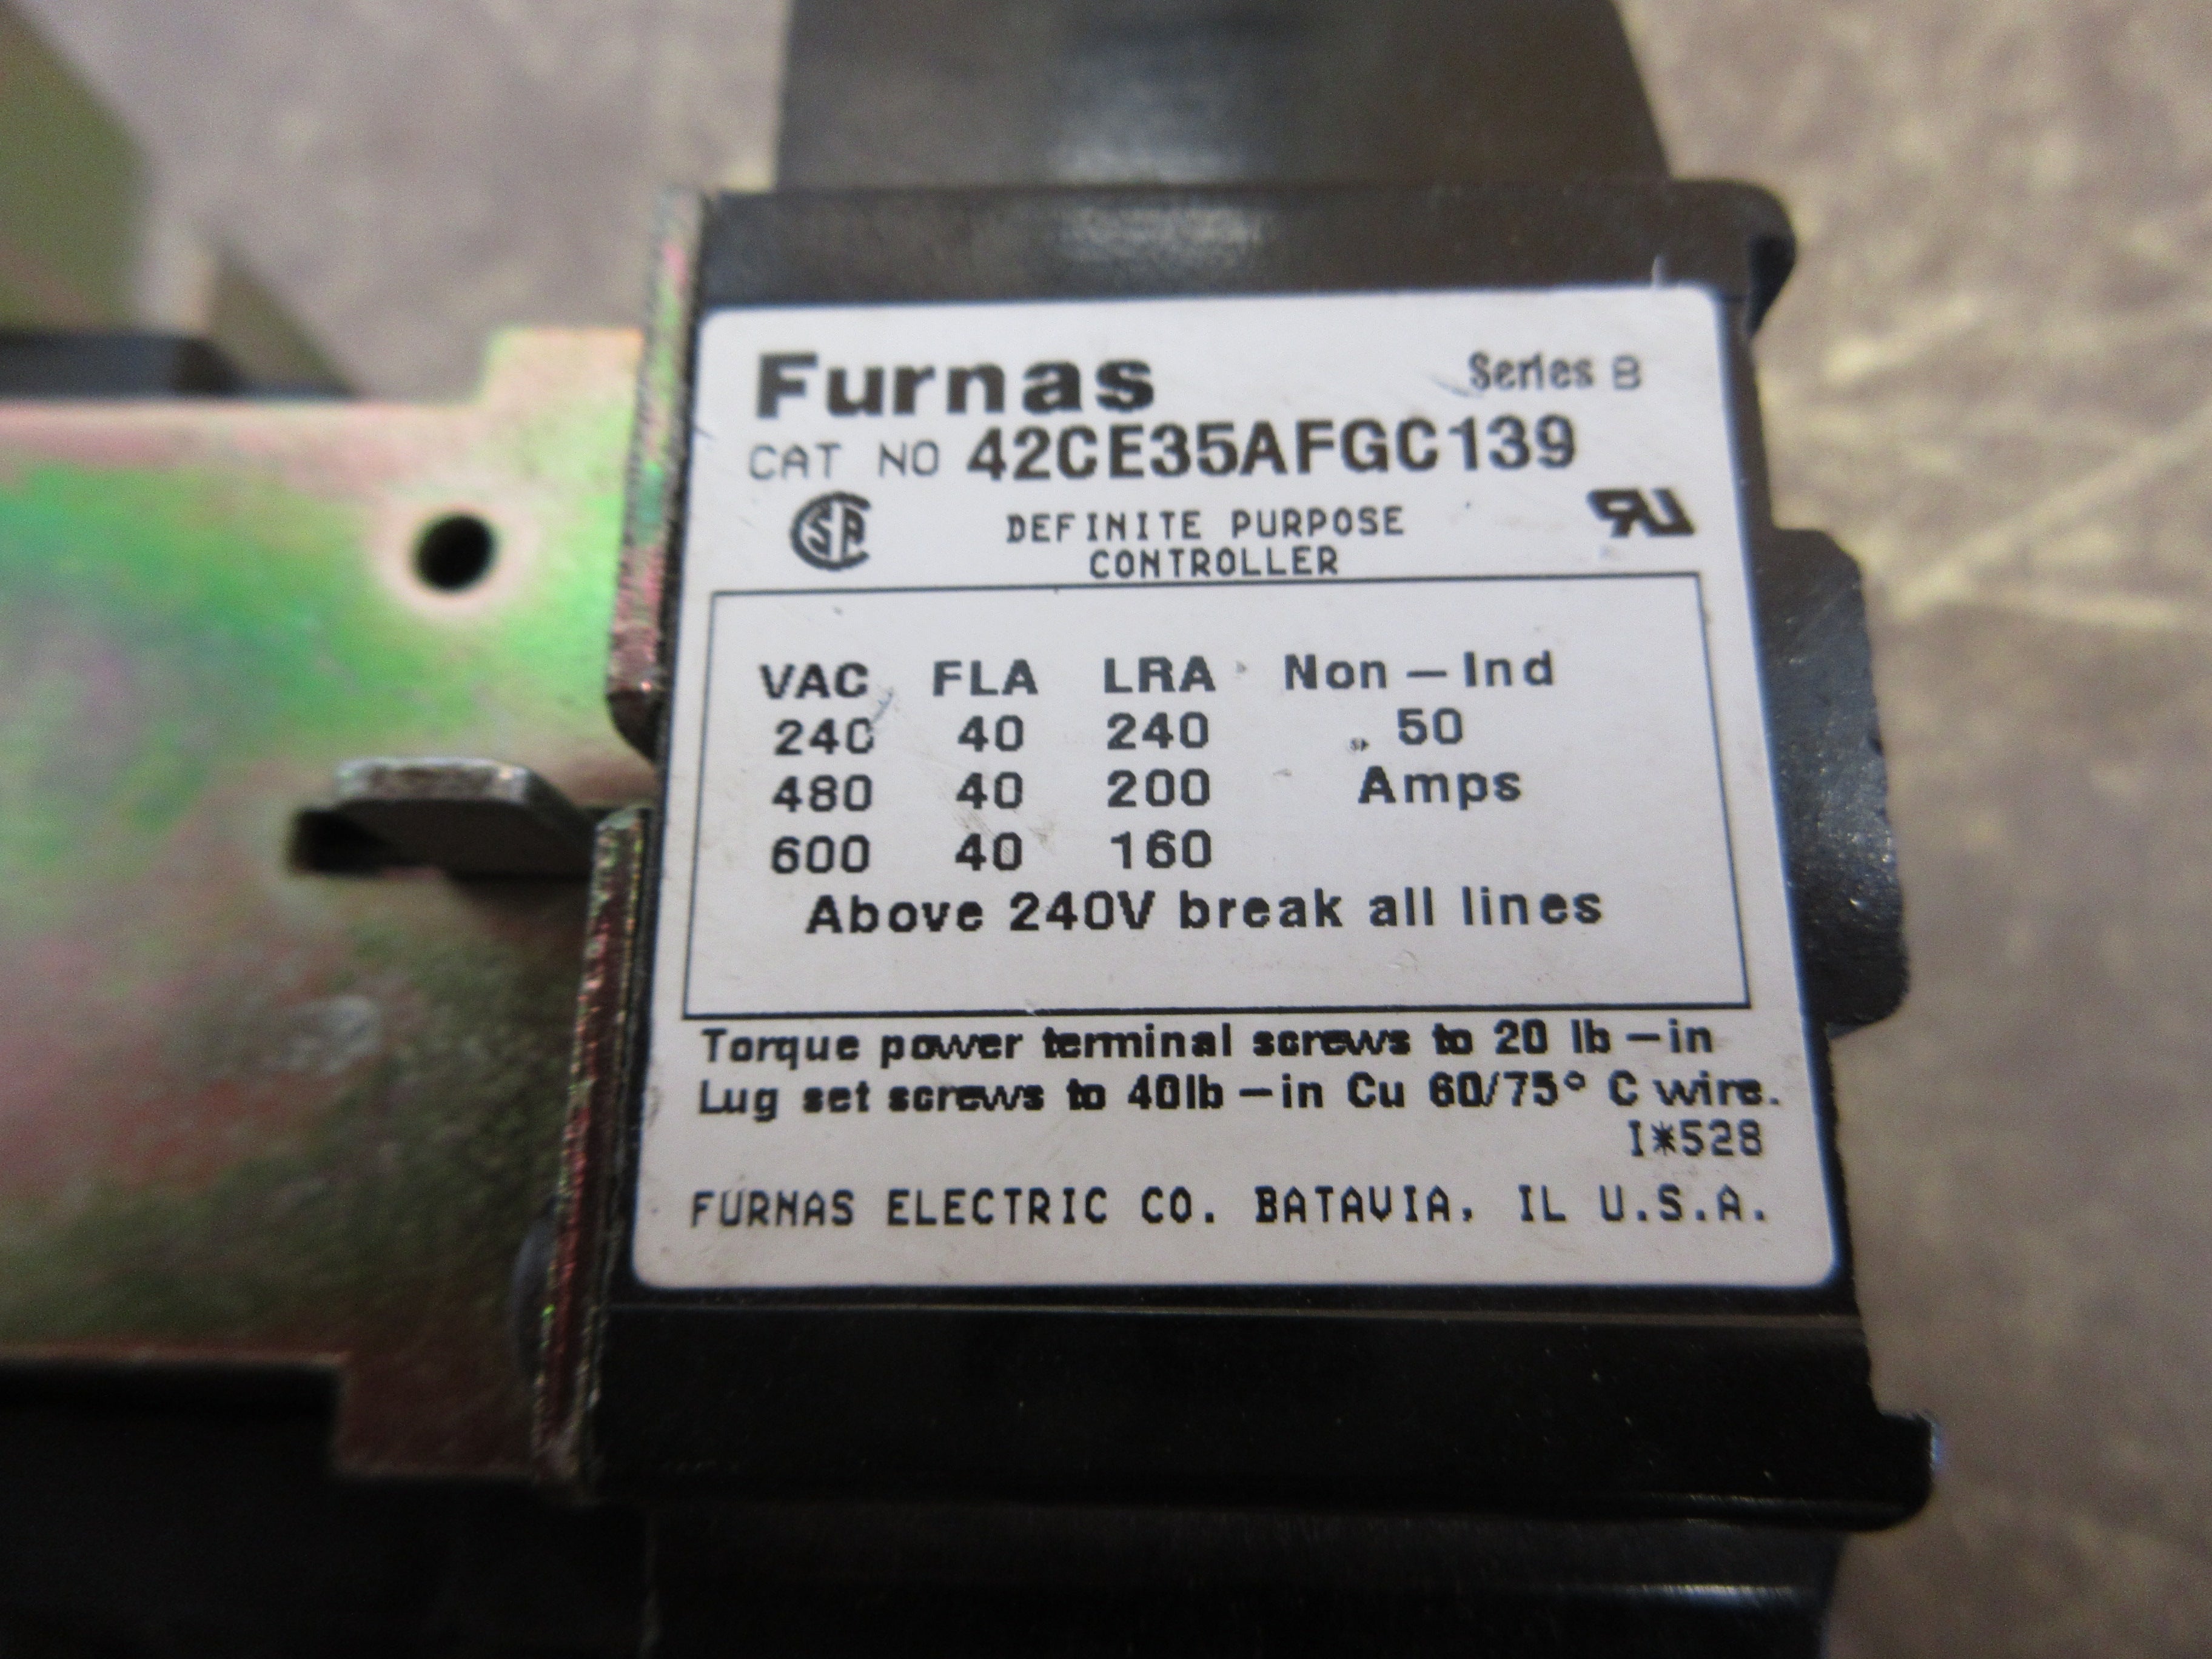 Furnas Series B
CAT NO 42CE35AFGC139
DEFINITE PURPOSE
CONTROLLER
VAC FLA LRA Non-Ind
240 40 240 50
480 40 200 Amps
600 40 160
Above 240V break all lines
Torque power terminal screws to 20 lb-in
Lug set screws to 40lb-in Cu 60/75° C wire.
I*528
FURNAS ELECTRIC CO. BATAVIA, IL U.S.A.